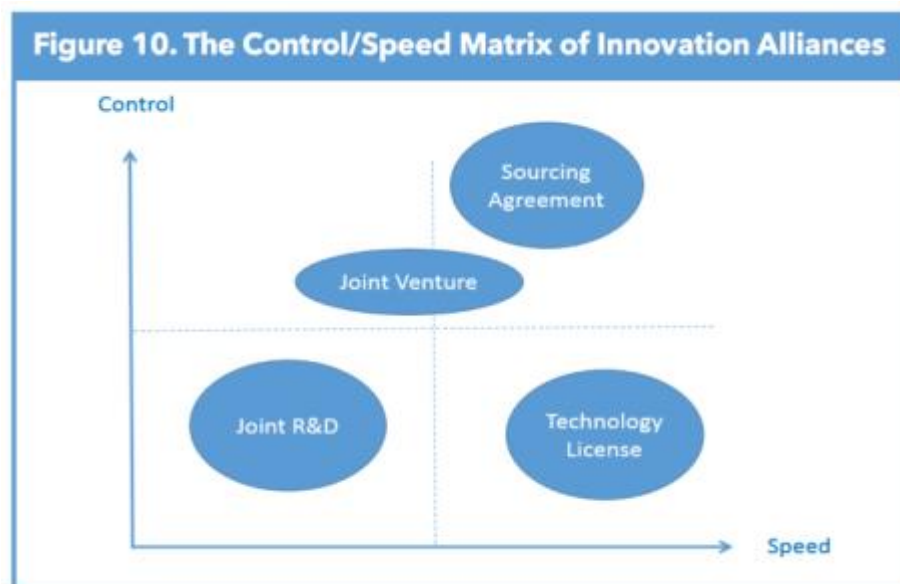 Figure 10. The Control/Speed Matrix of Innovation Alliances
Control
Sourcing
Agreement
Joint Venture
Joint R&D
Technology
License
Speed